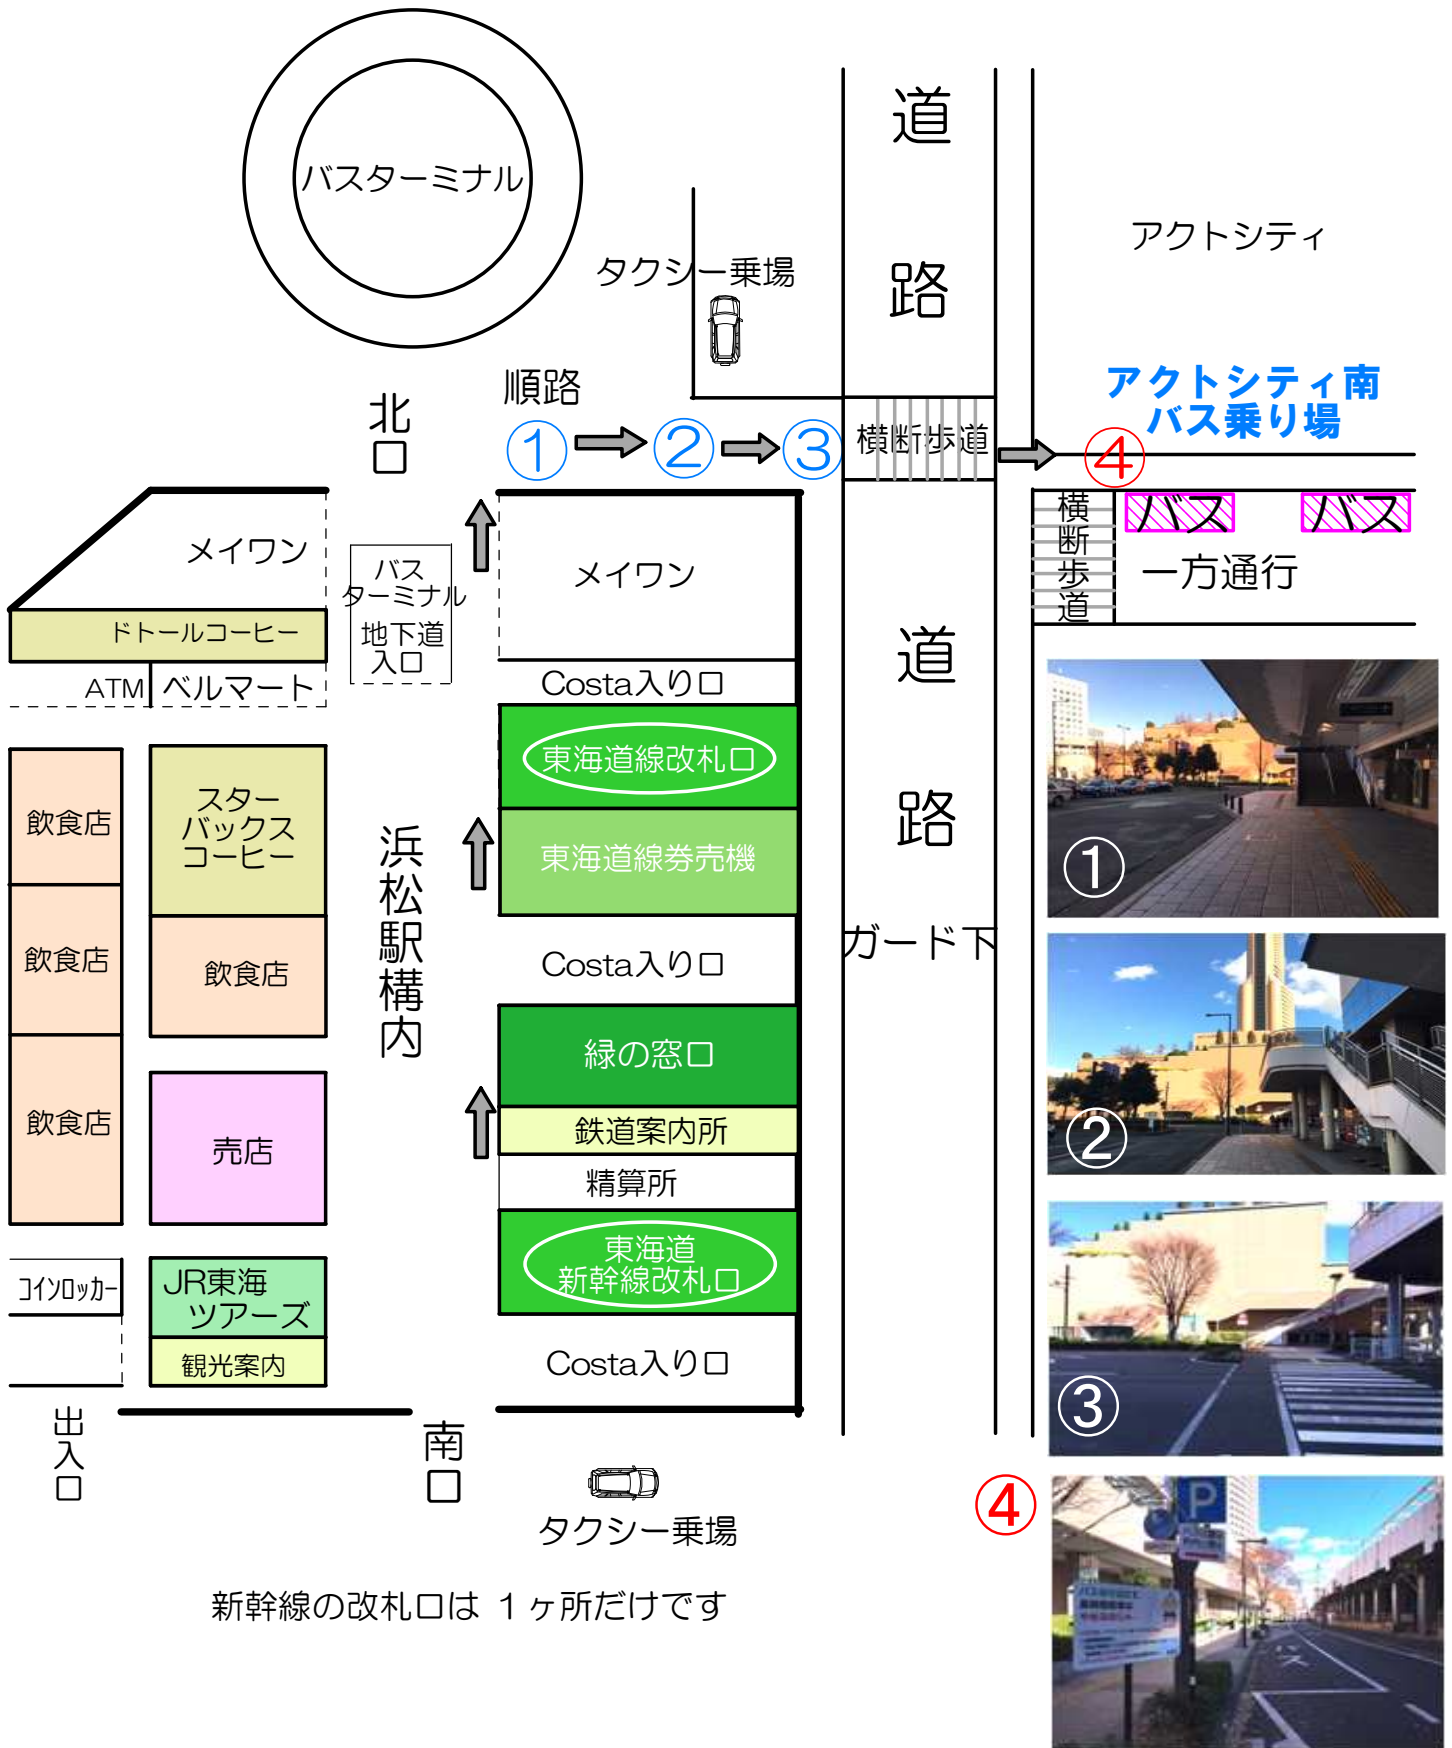 バスターミナル
道
路
アクトシティ
タクシー乗場
アクトシティ南
バス乗り場
順路
① ② ③ 横断歩道 ④
北口
バス バス
横断歩道
一方通行
メイワン
バス
ターミナル
地下道
入口
メイワン
ドトールコーヒー
ATM ベルマート
Costa入り口
東海道線改札口
東海道線券売機
Costa入り口
緑の窓口
鉄道案内所
精算所
東海道
新幹線改札口
Costa入り口
浜松駅構内
飲食店
スター
バックス
コーヒー
飲食店
飲食店
飲食店
売店
コインロッカー
JR東海
ツアーズ
観光案内
出入口
南口
タクシー乗場
道
路
ガード下
①
②
③
④
P
新幹線の改札口は 1ヶ所だけです